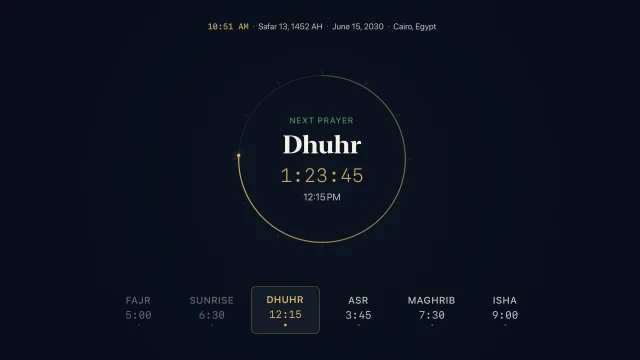 10:51 AM · Safar 13, 1452 AH · June 15, 2030 · Cairo, Egypt
NEXT PRAYER
Dhuhr
1:23:45
12:15 PM
FAJR SUNRISE DHUHR ASR MAGHRIB ISHA
5:00 6:30 12:15 3:45 7:30 9:00